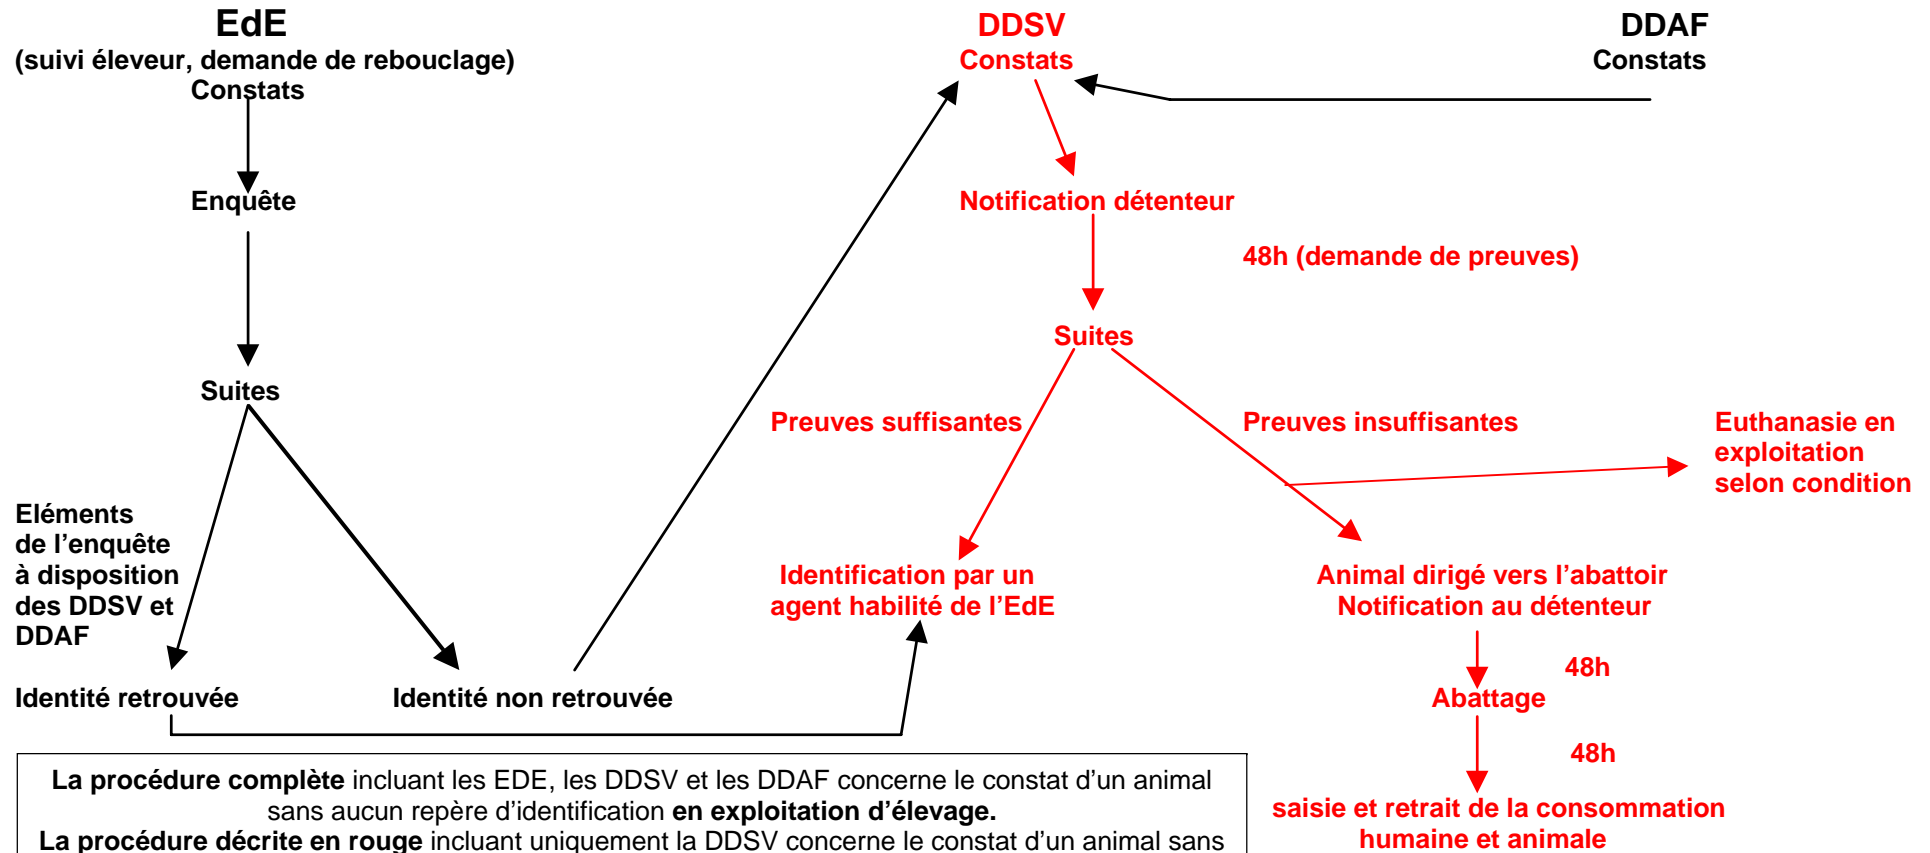 EdE
(suivi éleveur, demande de rebouclage)
Constats
Enquête
Suites
Eléments
de l’enquête
à disposition
des DDSV et
DDAF
Identité retrouvée
Identité non retrouvée
DDSV
Constats
Notification détenteur
48h (demande de preuves)
Suites
Preuves suffisantes
Preuves insuffisantes
Euthanasie en
exploitation
selon condition
Identification par un
agent habilité de l’EdE
Animal dirigé vers l’abattoir
Notification au détenteur
48h
Abattage
48h
saisie et retrait de la consommation
humaine et animale
DDAF
Constats
La procédure complète incluant les EDE, les DDSV et les DDAF concerne le constat d’un animal
sans aucun repère d’identification en exploitation d’élevage.
La procédure décrite en rouge incluant uniquement la DDSV concerne le constat d’un animal sans